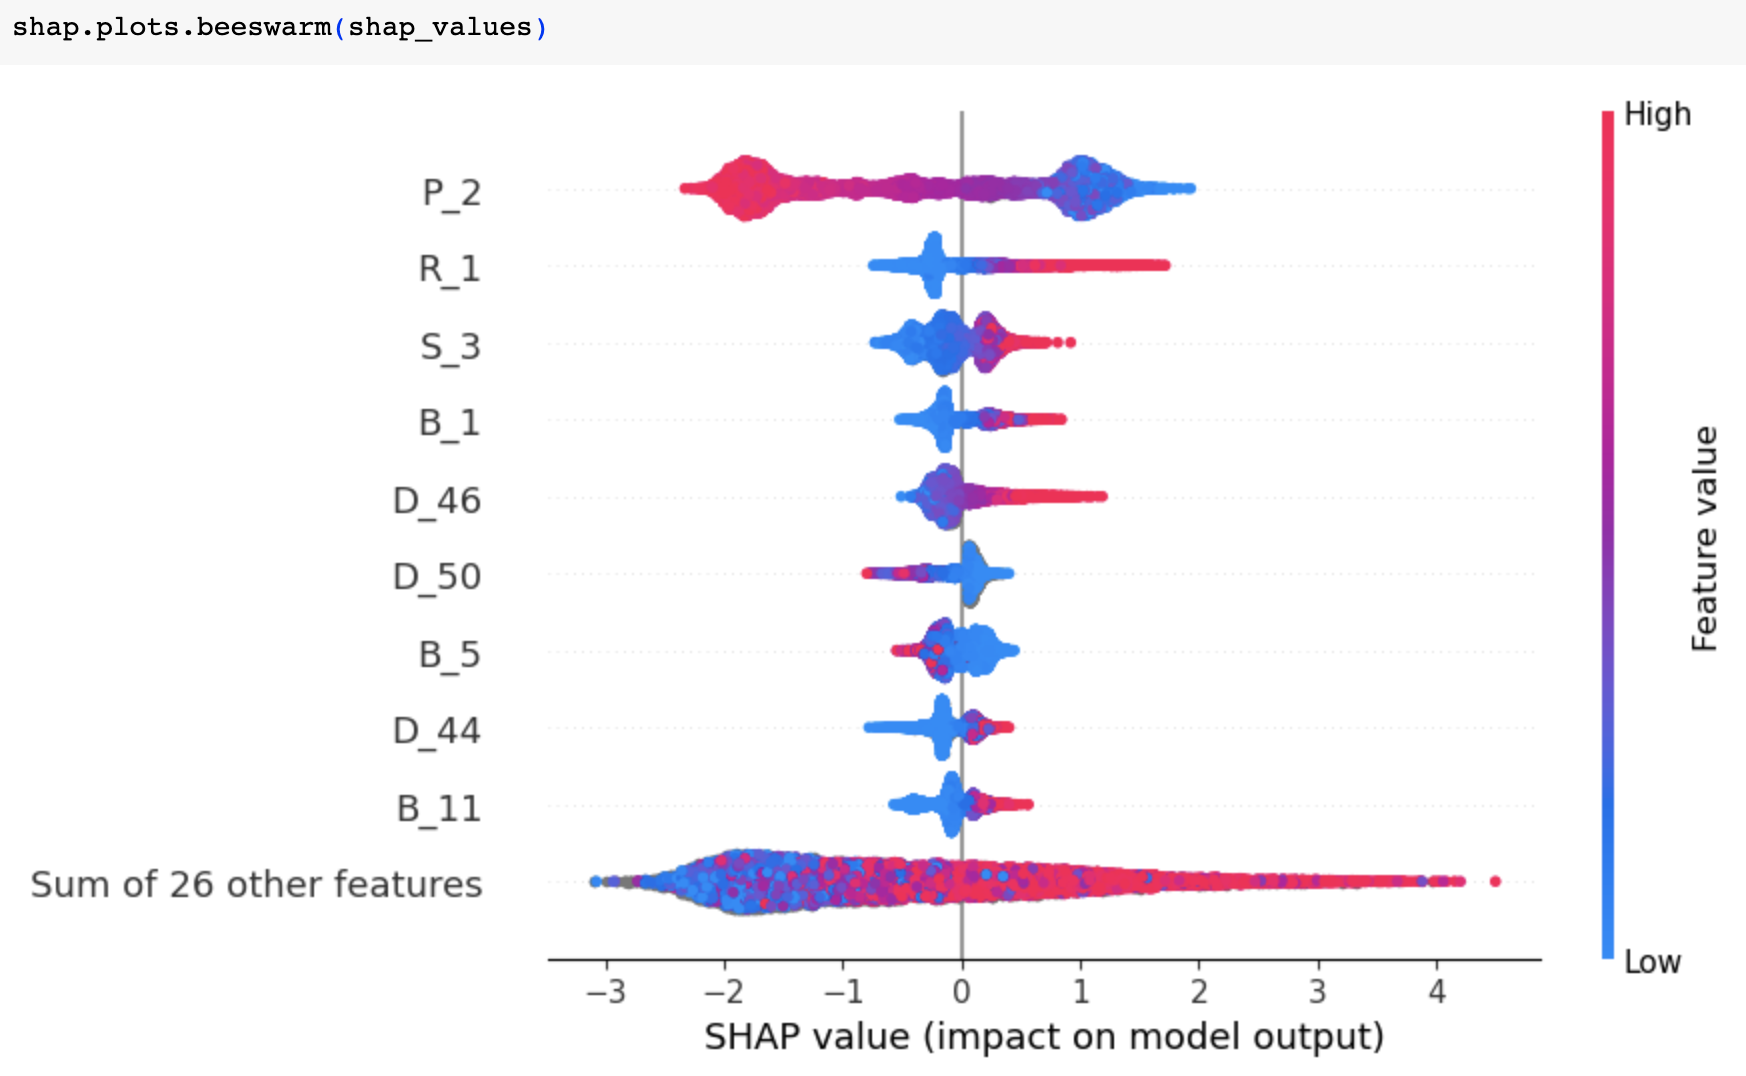 shap.plots.beeswarm(shap_values)
High
P_2
R_1
S_3
B_1
D_46
D_50
B_5
D_44
B_11
Sum of 26 other features
Feature value
Low
−3 −2 −1 0 1 2 3 4
SHAP value (impact on model output)